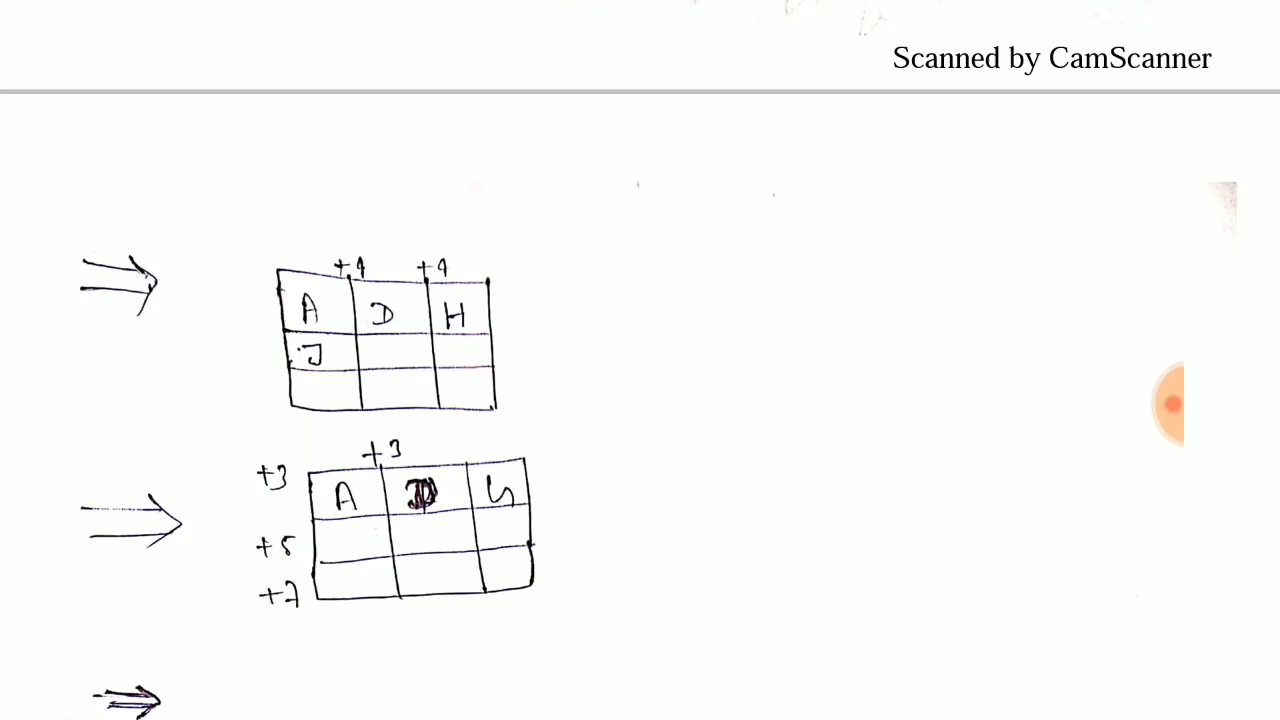 Scanned by CamScanner
+4 +4
A D H
J
+3
+3
A D G
+5
+7